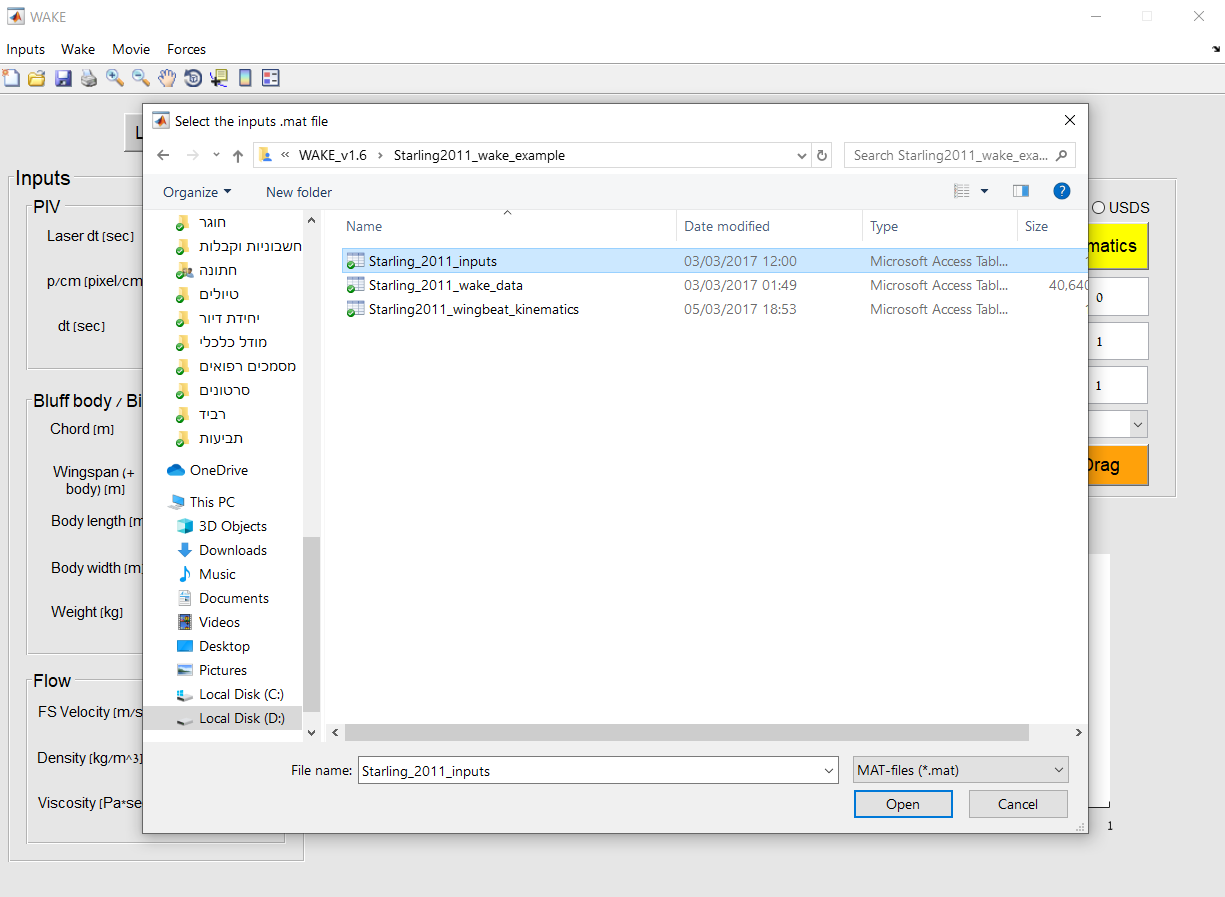 WAKE
Inputs Wake Movie Forces
Select the inputs .mat file
« WAKE_v1.6 › Starling2011_wake_example
Search Starling2011_wake_exa...
Organize New folder
?
חוגר
חשבוניות וקבלות
חתונה
טיולים
יחידת דיור
מודל כלכלי
מסמכים רפואים
סרטונים
רביד
תביעות
OneDrive
This PC
3D Objects
Downloads
Music
Documents
Videos
Desktop
Pictures
Local Disk (C:)
Local Disk (D:)
Name Date modified Type Size
Starling_2011_inputs 03/03/2017 12:00 Microsoft Access Tabl...
Starling_2011_wake_data 03/03/2017 01:49 Microsoft Access Tabl... 40,640
Starling2011_wingbeat_kinematics 05/03/2017 18:53 Microsoft Access Tabl...
File name: Starling_2011_inputs MAT-files (*.mat)
Open Cancel
Inputs
PIV
Laser dt [sec]
p/cm [pixel/cm
dt [sec]
Bluff body / Bi
Chord [m]
Wingspan (+
body) [m]
Body length [m
Body width [m]
Weight [kg]
Flow
FS Velocity [m/s
Density [kg/m^3]
Viscosity [Pa*se
USDS
matics
0
1
1
Drag
1